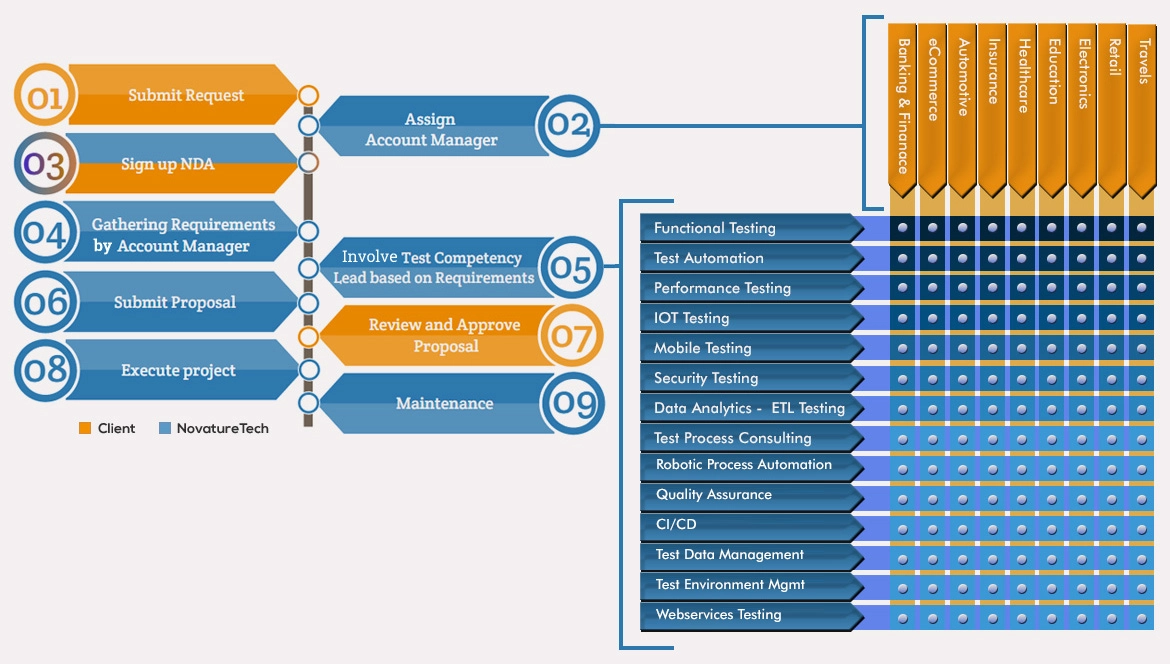 01
Submit Request
Assign
Account Manager
02
03
Sign up NDA
04
Gathering Requirements
by Account Manager
Involve Test Competency
Lead based on Requirements
05
06
Submit Proposal
Review and Approve
Proposal
07
08
Execute project
Maintenance
09
Client
NovatureTech
Banking & Finanace
eCommerce
Automotive
Insurance
Healthcare
Education
Electronics
Retail
Travels
Functional Testing
Test Automation
Performance Testing
IOT Testing
Mobile Testing
Security Testing
Data Analytics - ETL Testing
Test Process Consulting
Robotic Process Automation
Quality Assurance
CI/CD
Test Data Management
Test Environment Mgmt
Webservices Testing